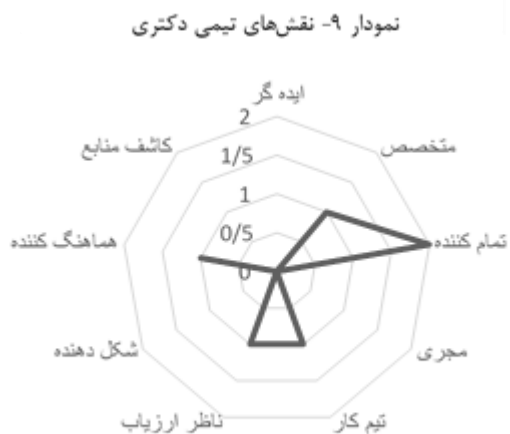 نمودار ۹- نقش‌های تیمی دکتری
ایده گر
متخصص
تمام کننده
مجری
تیم کار
ناظر ارزیاب
شکل دهنده
هماهنگ کننده
کاشف منابع
2
1/5
1
0/5
0